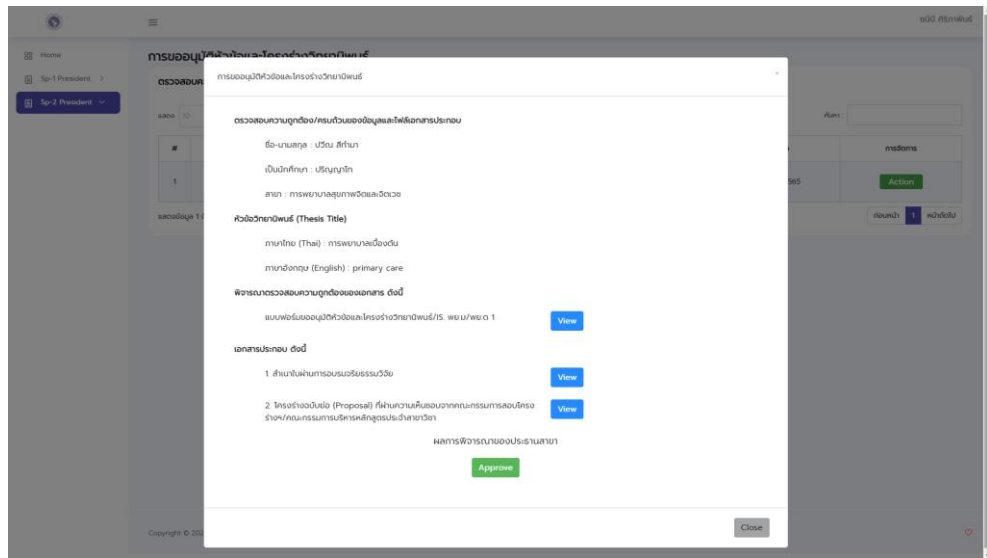 ชนินี ศิริภาพันธ์
Home
Sp-1 President
Sp-2 President
การขออนุมัติหัวข้อและโครงร่างวิทยานิพนธ์
แสดง 10
ค้นหา :
#
การจัดการ
1
565
Action
แสดงข้อมูล 1
ก่อนหน้า 1 หน้าถัดไป
การขออนุมัติหัวข้อและโครงร่างวิทยานิพนธ์
×
ตรวจสอบความถูกต้อง/ครบถ้วนของข้อมูลและไฟล์เอกสารประกอบ
ชื่อ-นามสกุล : ปวีณ สีทำมา
เป็นนักศึกษา : ปริญญาโท
สาขา : การพยาบาลสุขภาพจิตและจิตเวช
หัวข้อวิทยานิพนธ์ (Thesis Title)
ภาษาไทย (Thai) : การพยาบาลเบื้องต้น
ภาษาอังกฤษ (English) : primary care
พิจารณาตรวจสอบความถูกต้องของเอกสาร ดังนี้
แบบฟอร์มขออนุมัติหัวข้อและโครงร่างวิทยานิพนธ์/IS. พย.ม/พย.ด 1
View
เอกสารประกอบ ดังนี้
1. สำเนาใบผ่านการอบรมจริยธรรมวิจัย
View
2. โครงร่างฉบับย่อ (Proposal) ที่ผ่านความเห็นชอบจากคณะกรรมการสอบโครง
ร่างฯ/คณะกรรมการบริหารหลักสูตรประจำสาขาวิชา
View
ผลการพิจารณาของประธานสาขา
Approve
Close
Copyright © 202